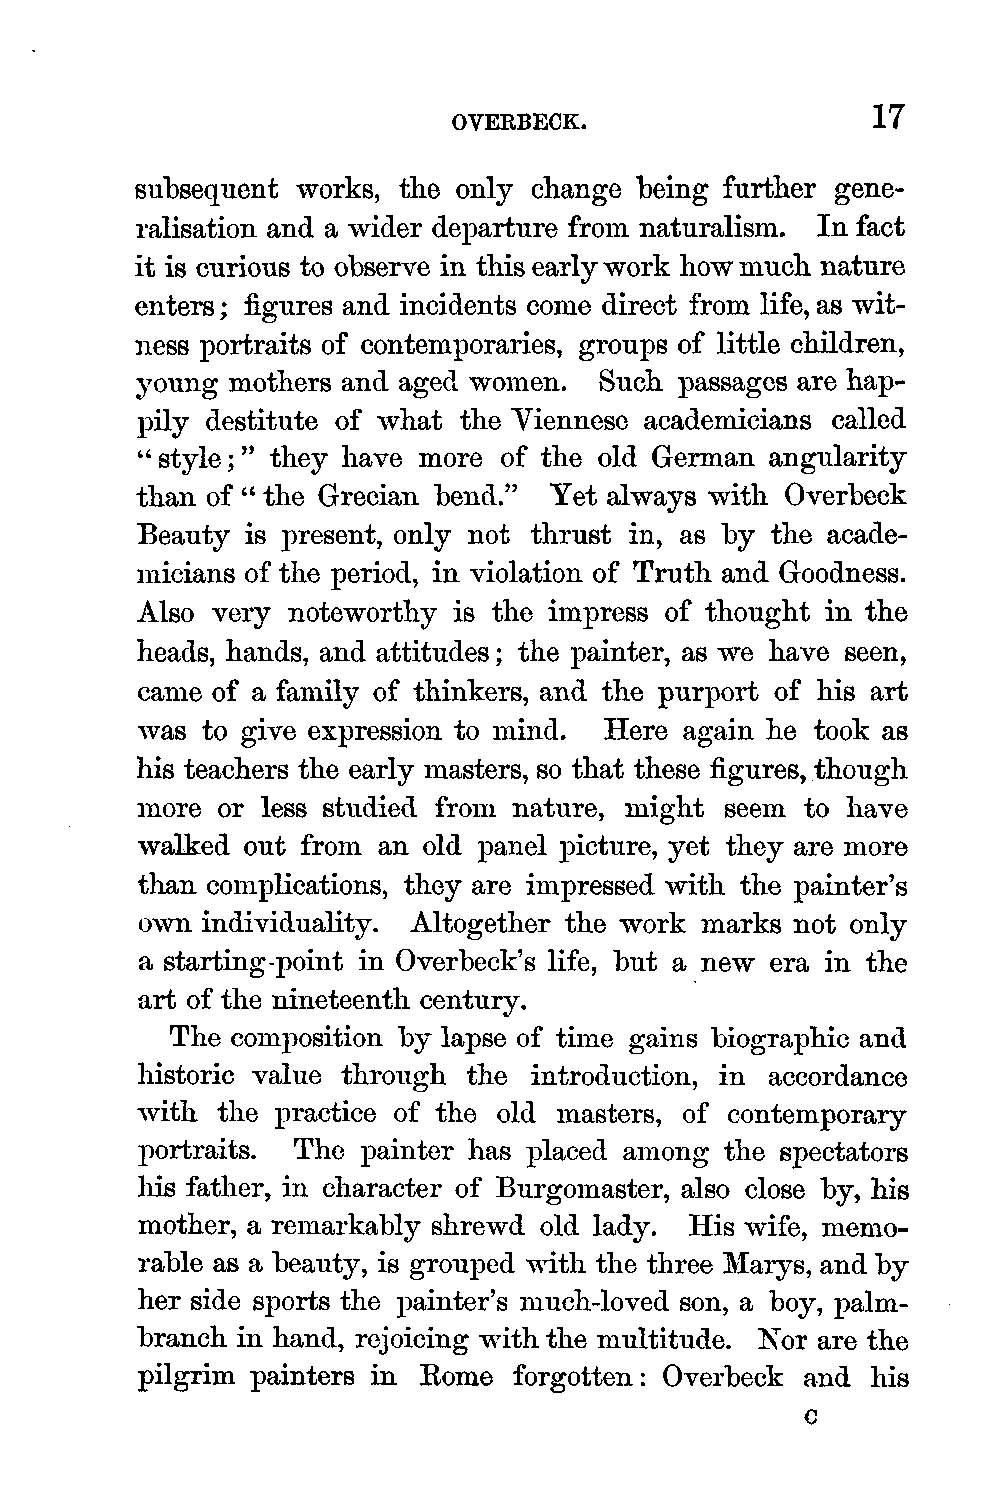 OVERBECK. 17
subsequent works, the only change being further gene-
ralisation and a wider departure from naturalism. In fact
it is curious to observe in this early work how much nature
enters; figures and incidents come direct from life, as wit-
ness portraits of contemporaries, groups of little children,
young mothers and aged women. Such passages are hap-
pily destitute of what the Viennese academicians called
“style;” they have more of the old German angularity
than of “the Grecian bend.” Yet always with Overbeck
Beauty is present, only not thrust in, as by the acade-
micians of the period, in violation of Truth and Goodness.
Also very noteworthy is the impress of thought in the
heads, hands, and attitudes; the painter, as we have seen,
came of a family of thinkers, and the purport of his art
was to give expression to mind. Here again he took as
his teachers the early masters, so that these figures, though
more or less studied from nature, might seem to have
walked out from an old panel picture, yet they are more
than complications, they are impressed with the painter’s
own individuality. Altogether the work marks not only
a starting-point in Overbeck’s life, but a new era in the
art of the nineteenth century.
The composition by lapse of time gains biographic and
historic value through the introduction, in accordance
with the practice of the old masters, of contemporary
portraits. The painter has placed among the spectators
his father, in character of Burgomaster, also close by, his
mother, a remarkably shrewd old lady. His wife, memo-
rable as a beauty, is grouped with the three Marys, and by
her side sports the painter’s much-loved son, a boy, palm-
branch in hand, rejoicing with the multitude. Nor are the
pilgrim painters in Rome forgotten: Overbeck and his
C